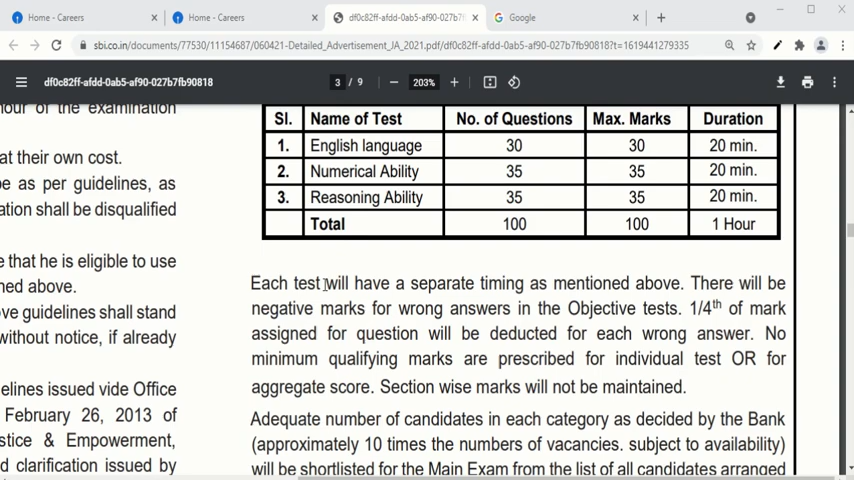 Home - Careers
Home - Careers
df0c82ff-afdd-0ab5-af90-027b7fb
Google
sbi.co.in/documents/77530/11154687/060421-Detailed_Advertisement_JA_2021.pdf/df0c82ff-afdd-0ab5-af90-027b7fb90818?t=1619441279335
df0c82ff-afdd-0ab5-af90-027b7fb90818
3 / 9
203%
our of the examination
at their own cost.
be as per guidelines, as
ation shall be disqualified
e that he is eligible to use
ned above.
ove guidelines shall stand
without notice, if already
elines issued vide Office
February 26, 2013 of
stice & Empowerment,
d clarification issued by
Sl. Name of Test No. of Questions Max. Marks Duration
1. English language 30 30 20 min.
2. Numerical Ability 35 35 20 min.
3. Reasoning Ability 35 35 20 min.
Total 100 100 1 Hour
Each test will have a separate timing as mentioned above. There will be
negative marks for wrong answers in the Objective tests. 1/4th of mark
assigned for question will be deducted for each wrong answer. No
minimum qualifying marks are prescribed for individual test OR for
aggregate score. Section wise marks will not be maintained.
Adequate number of candidates in each category as decided by the Bank
(approximately 10 times the numbers of vacancies. subject to availability)
will be shortlisted for the Main Exam from the list of all candidates arranged